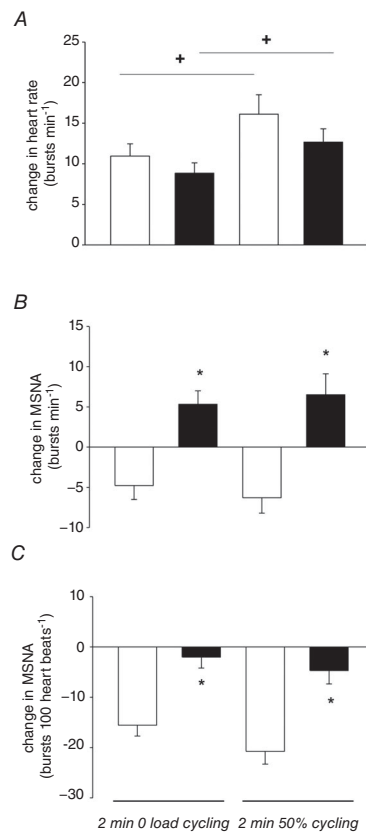 A
change in heart rate
(bursts min-1)
25
20
15
10
5
0
+
+
B
change in MSNA
(bursts min-1)
15
10
5
0
−5
−10
*
*
C
change in MSNA
(bursts 100 heart beats-1)
10
0
−10
−20
−30
*
*
2 min 0 load cycling
2 min 50% cycling